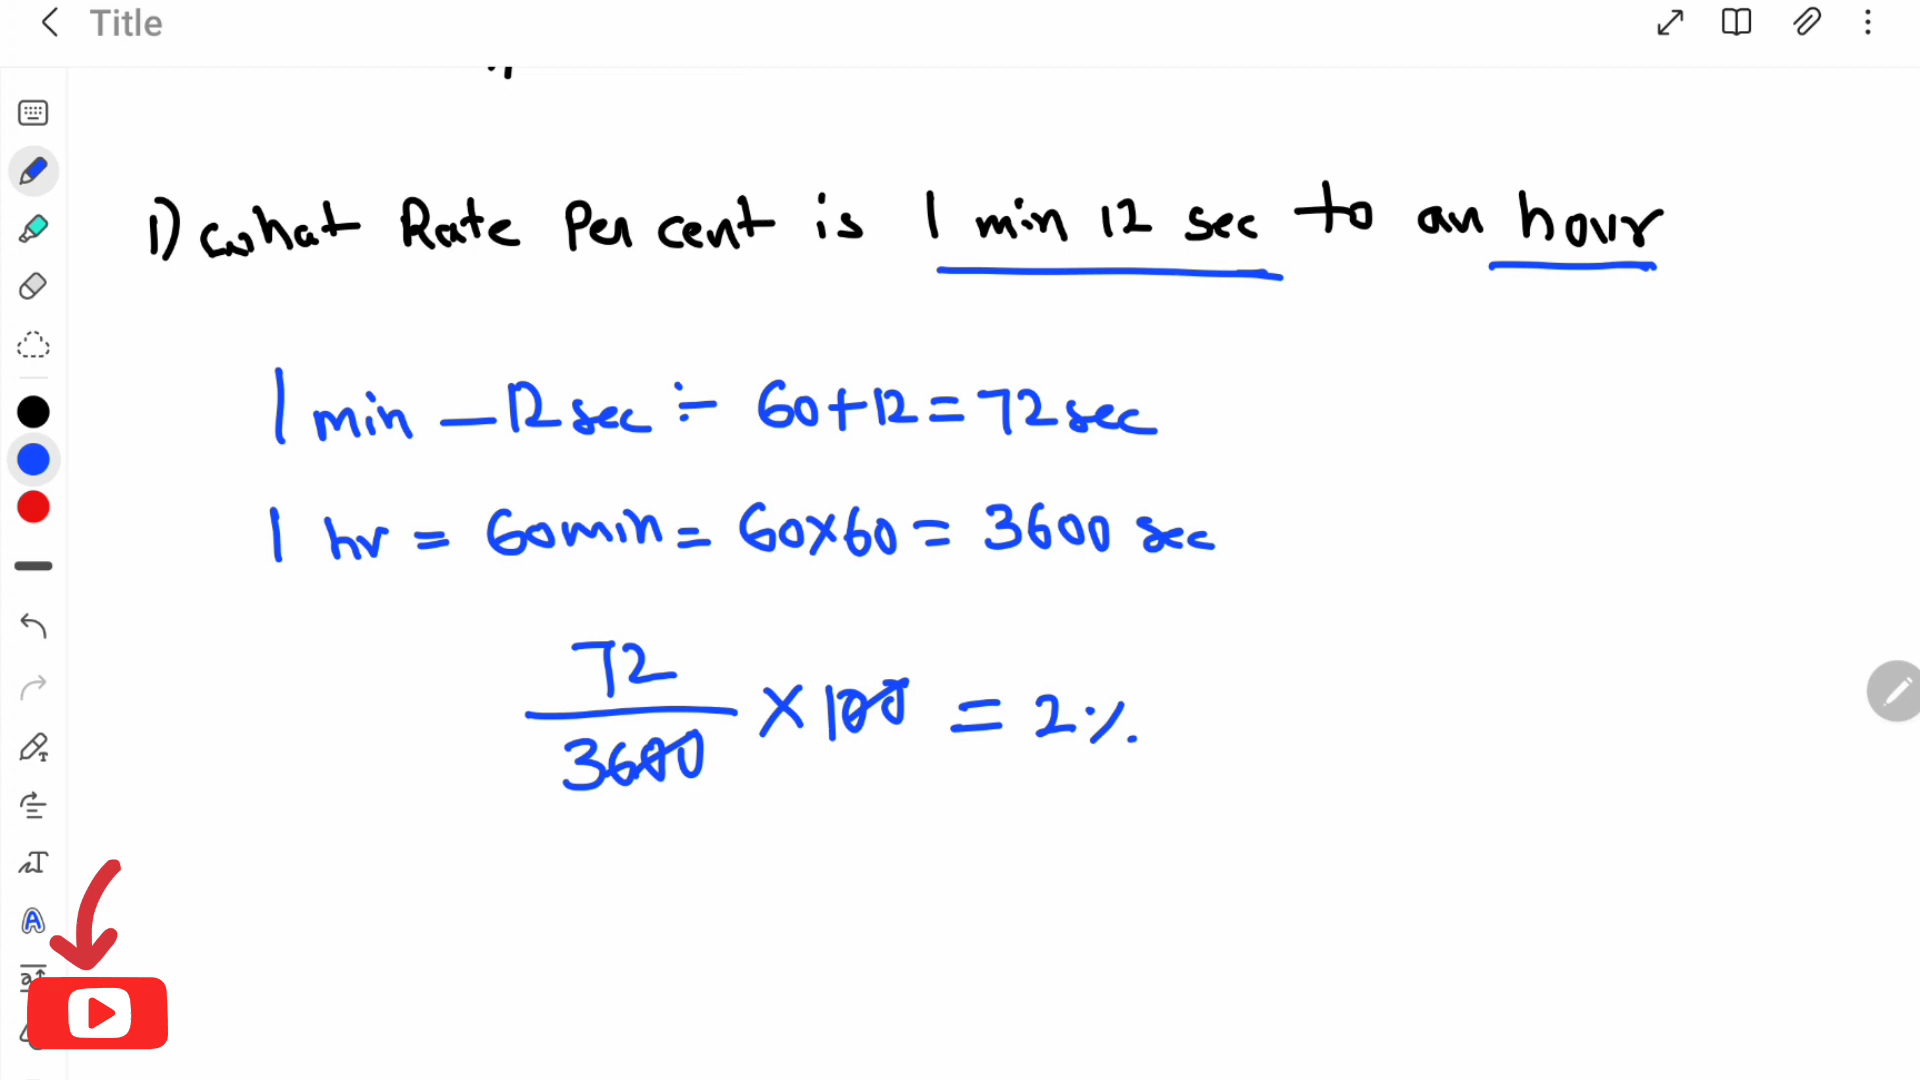 Title
1) what Rate Per cent is 1 min 12 sec to an hour
1 min — 12 sec ÷ 60+12 = 72 sec
1 hr = 60 min = 60×60 = 3600 sec
72
3600 × 100 = 2%